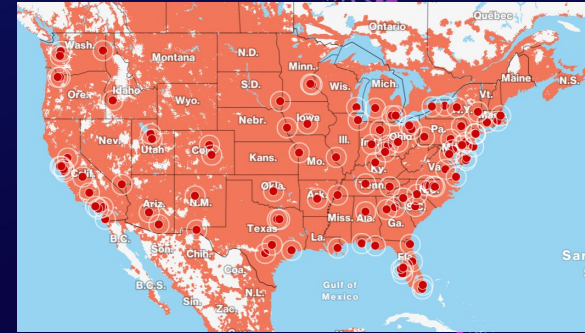 Québec
Ontario
Wash.
Montana
N.D.
Minn.
Maine
N.S.
Ore.
Idaho
S.D.
Wis.
Mich.
Vt.
Wyo.
Nebr.
Iowa
Pa.
Nev.
Utah
Ill.
Ohio
Calif.
Kans.
Mo.
Ky.
Va.
Ariz.
N.M.
Okla.
Ark.
Tenn.
Texas
Miss.
Ala.
Ga.
La.
B.C.
Son.
Chih.
Coa.
Fla.
B.C.S.
Sin.
N.L.
Gulf of
Mexico
Zac.